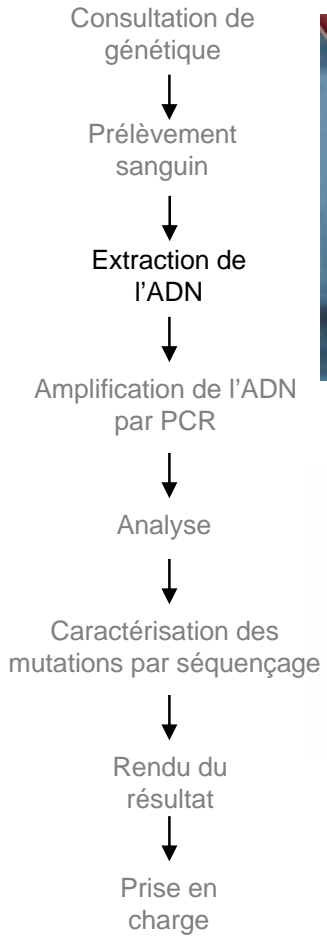 Consultation de
génétique
Prélèvement
sanguin
Extraction de
l'ADN
Amplification de l'ADN
par PCR
Analyse
Caractérisation des
mutations par séquençage
Rendu du
résultat
Prise en
charge